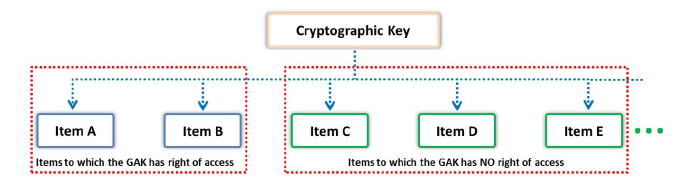 Cryptographic Key
Item A
Item B
Item C
Item D
Item E
Items to which the GAK has right of access
Items to which the GAK has NO right of access